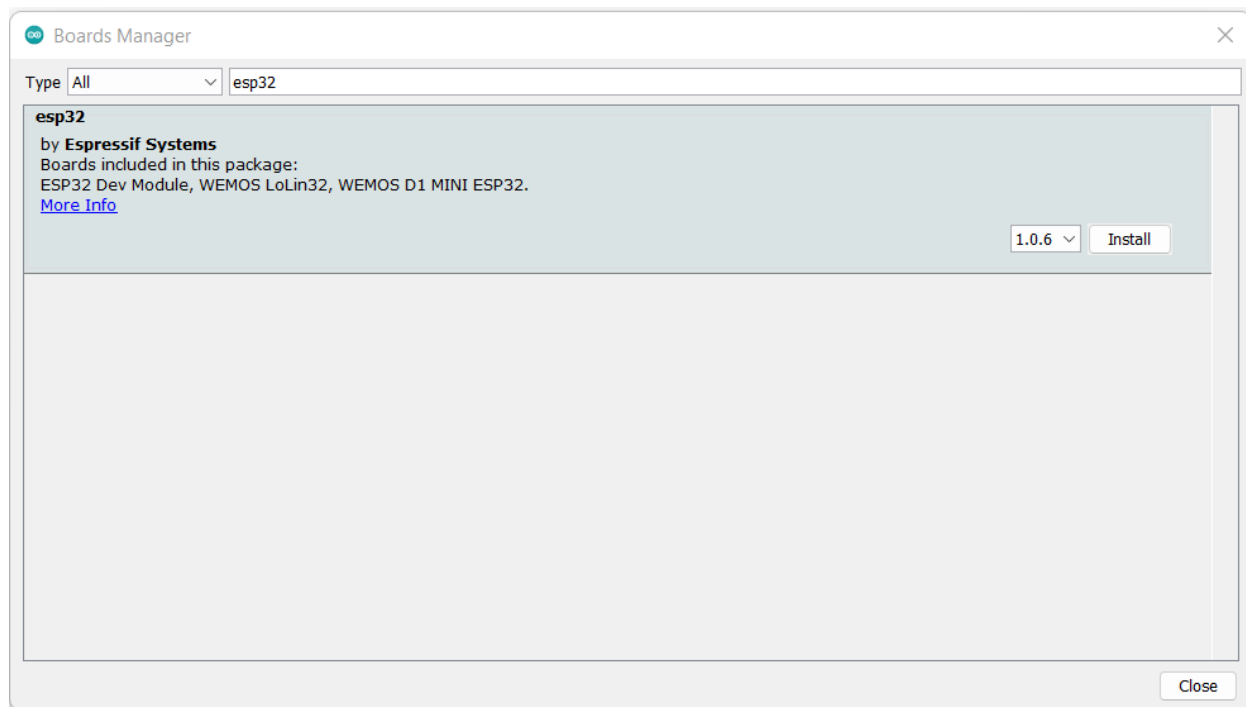 Boards Manager
Type All esp32
esp32
by Espressif Systems
Boards included in this package:
ESP32 Dev Module, WEMOS LoLin32, WEMOS D1 MINI ESP32.
More Info
1.0.6 Install
Close